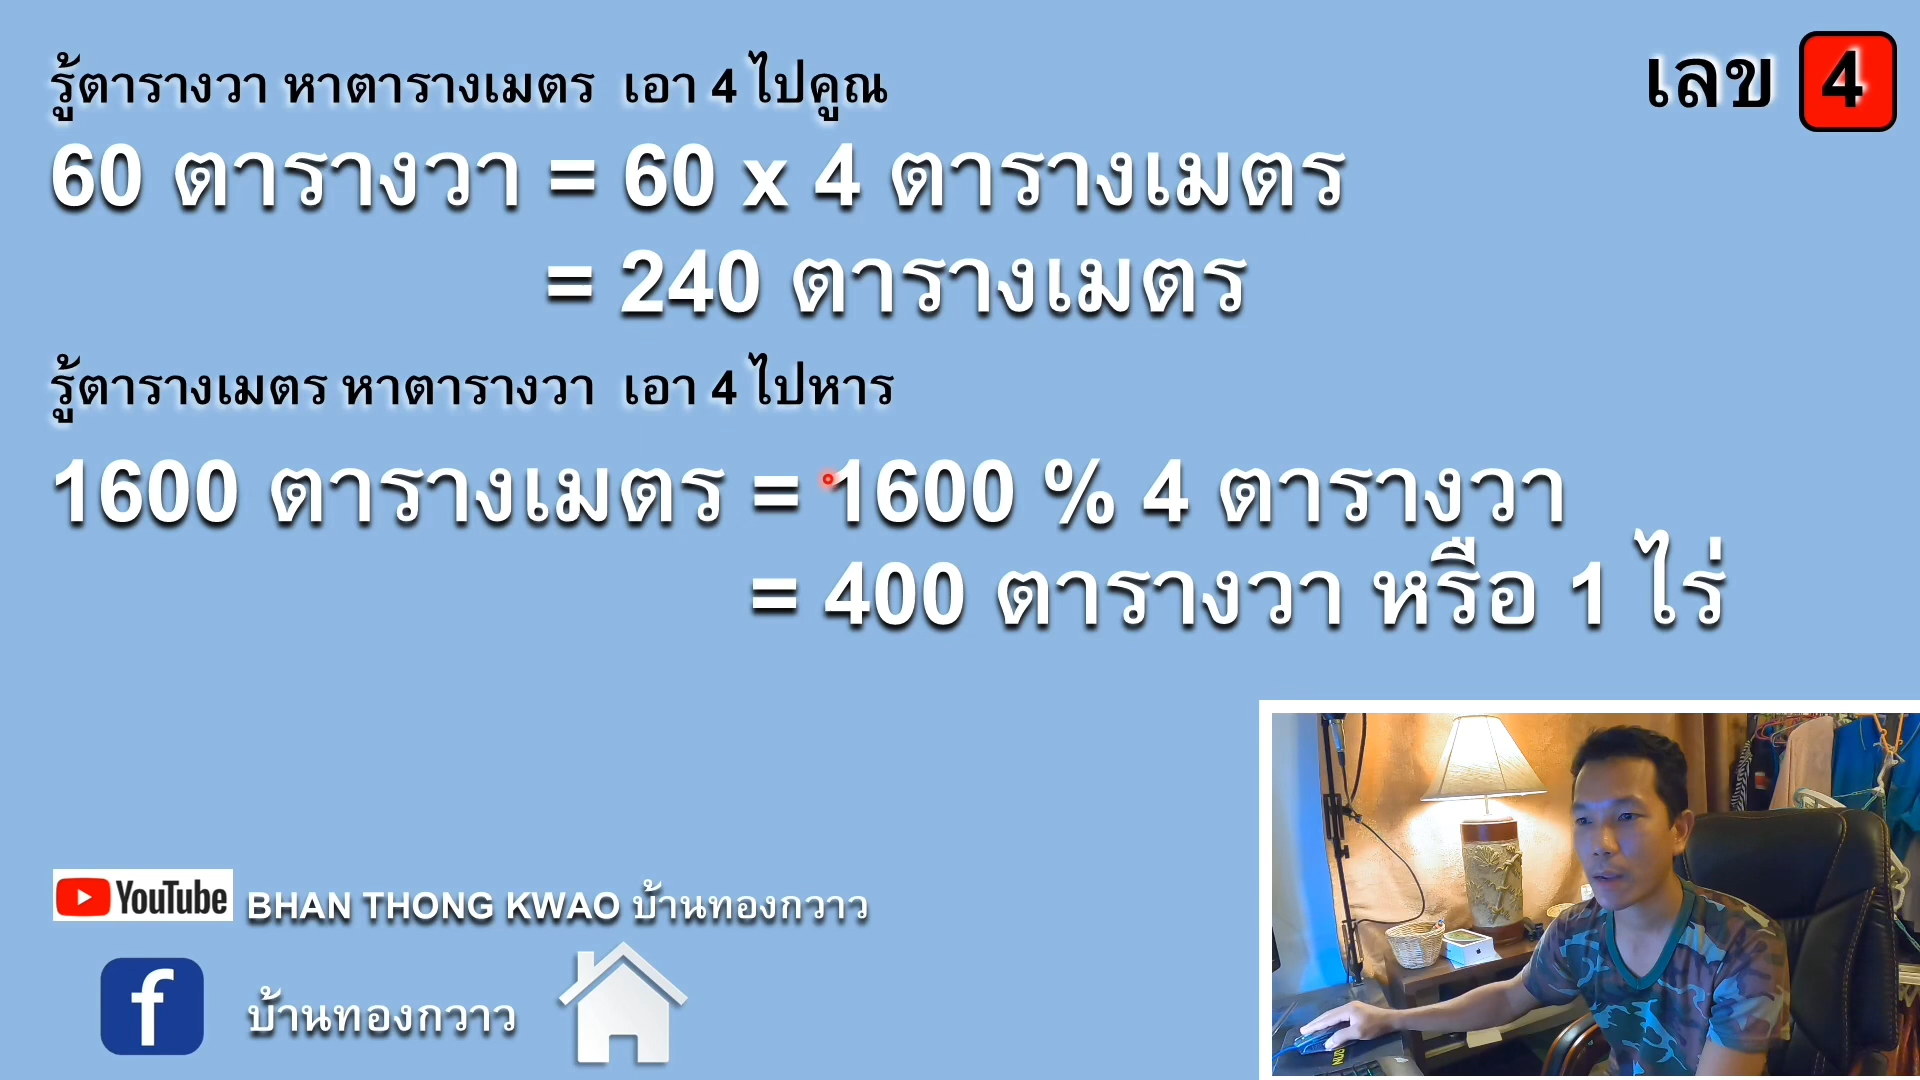 รู้ตารางวา หาตารางเมตร เอา 4 ไปคูณ
เลข 4
60 ตารางวา = 60 x 4 ตารางเมตร
= 240 ตารางเมตร
รู้ตารางเมตร หาตารางวา เอา 4 ไปหาร
1600 ตารางเมตร = 1600 % 4 ตารางวา
= 400 ตารางวา หรือ 1 ไร่
YouTube BHAN THONG KWAO บ้านทองกวาว
f บ้านทองกวาว